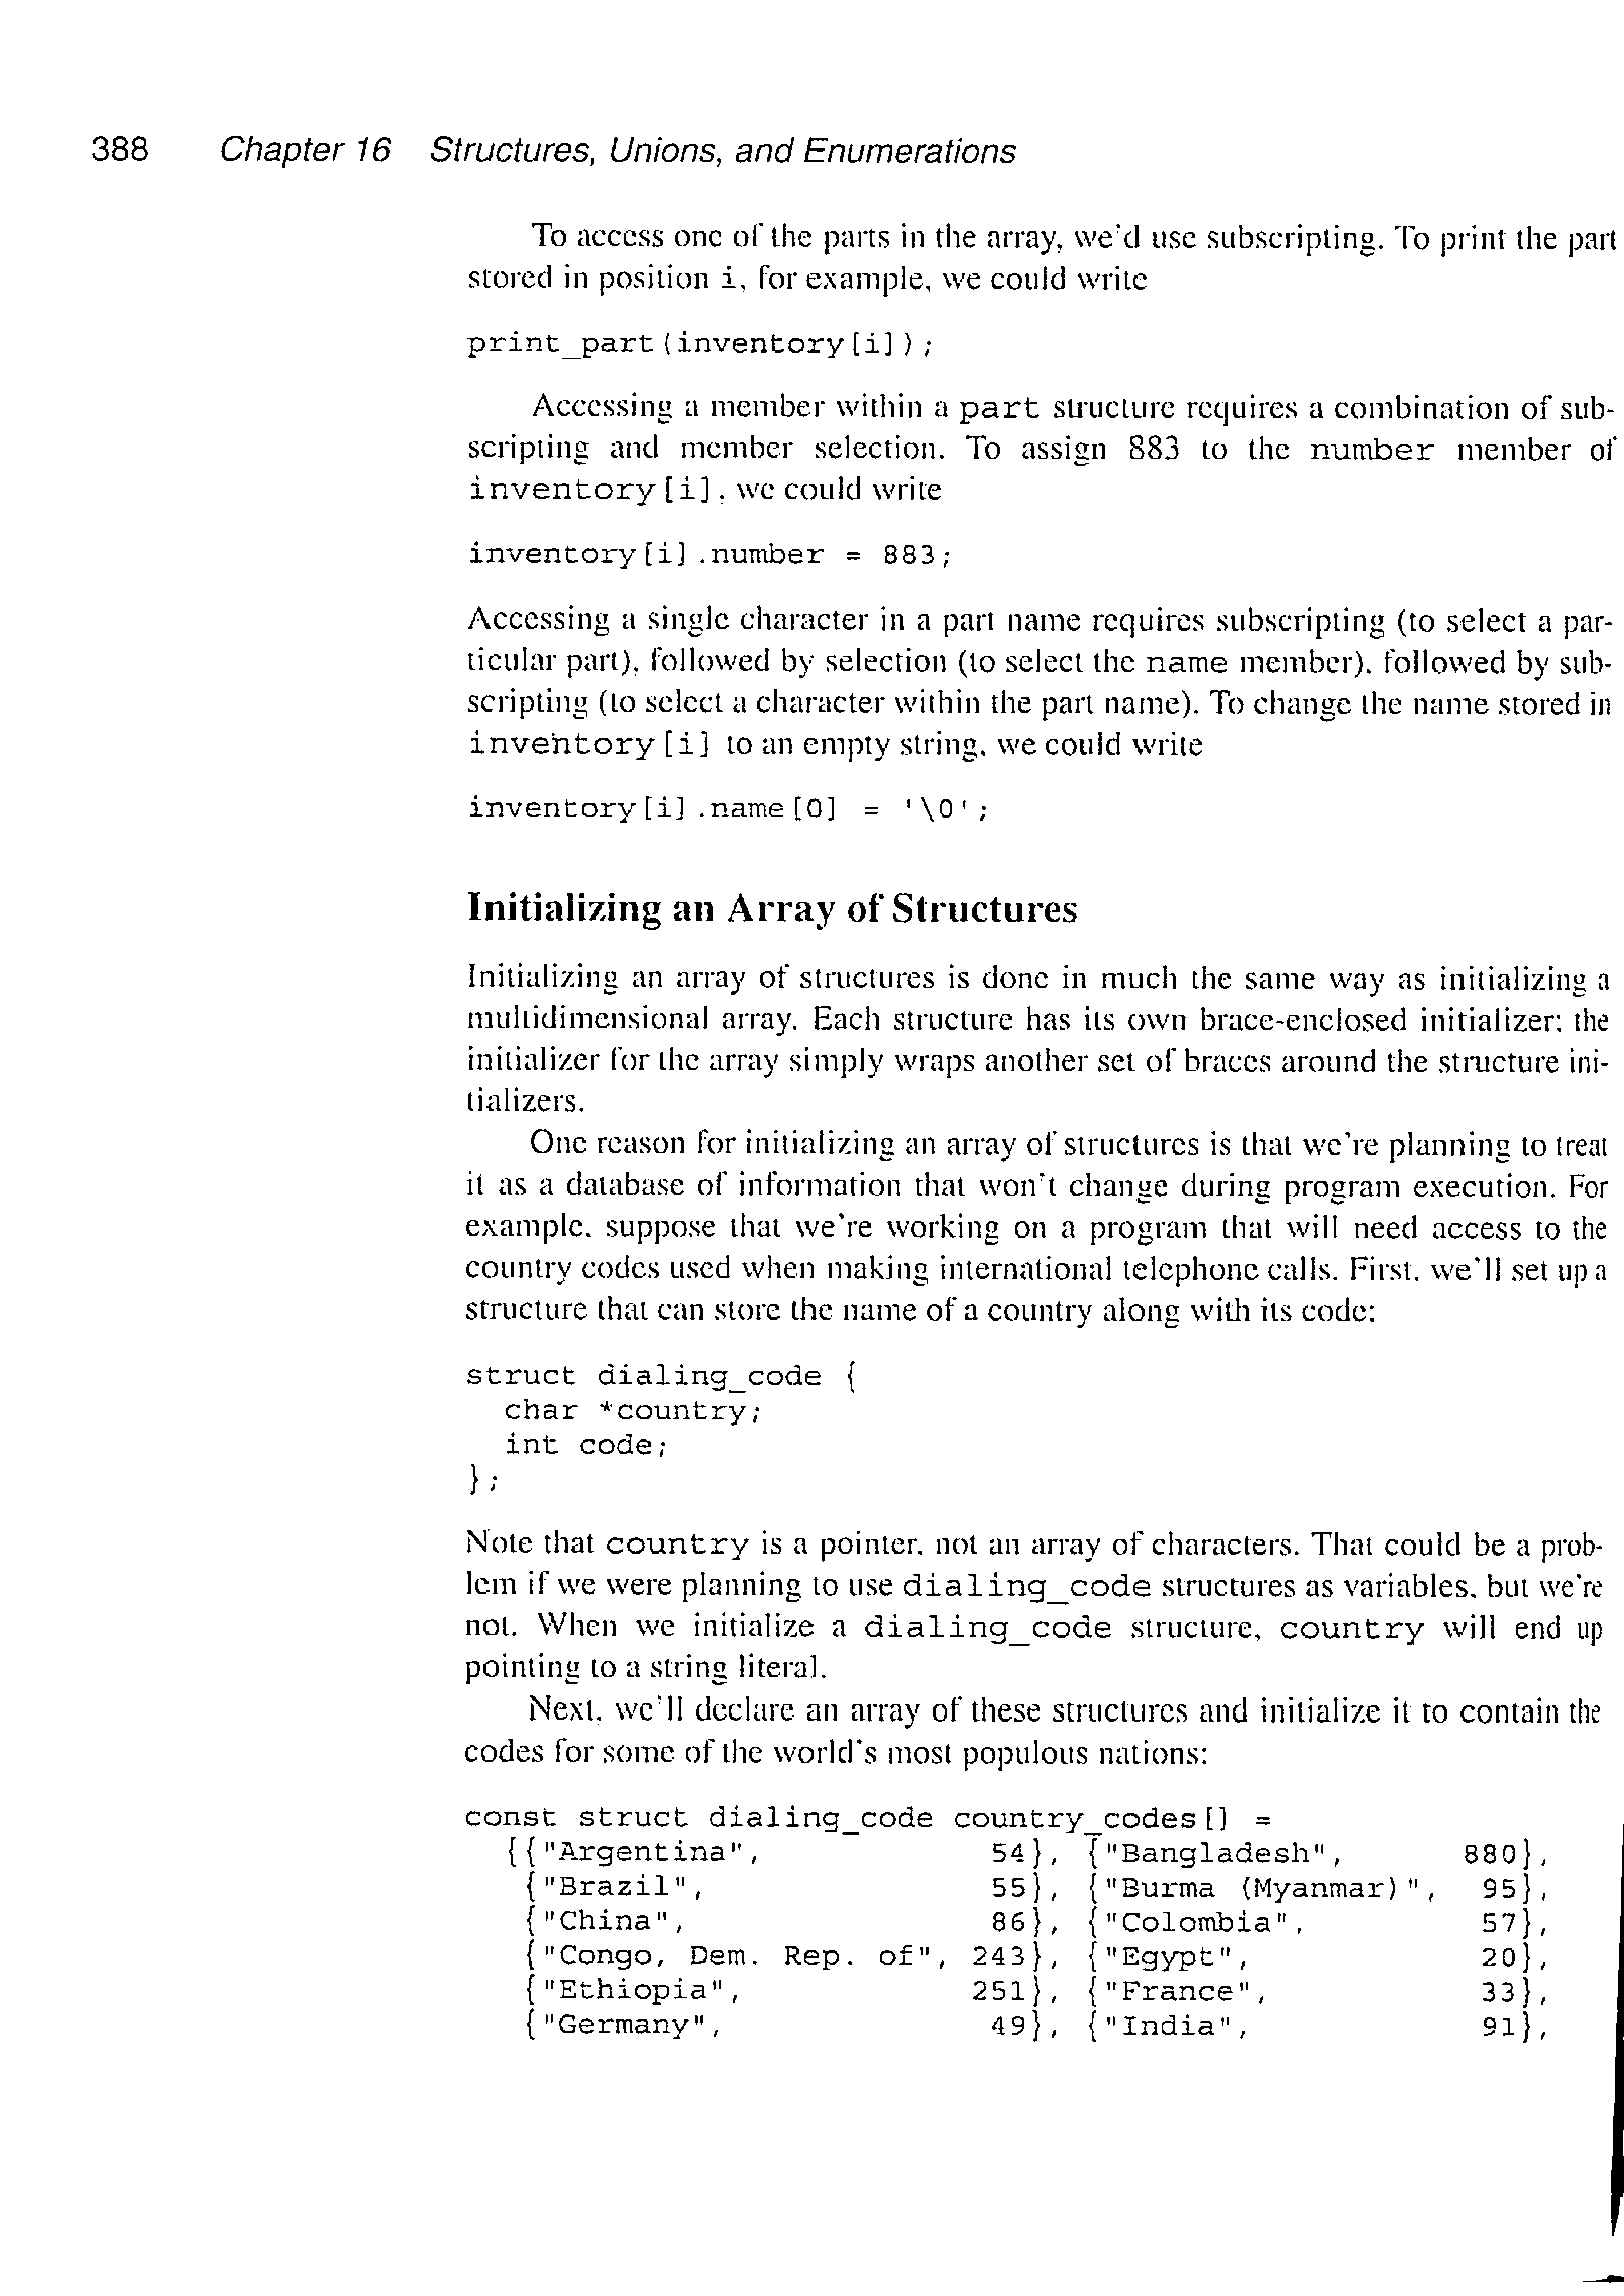 388 Chapter 16 Structures, Unions, and Enumerations
To access one of the parts in the array, we'd use subscripting. To print the part
stored in position i, for example, we could write
print_part(inventory[i]);
Accessing a member within a part structure requires a combination of sub-
scripting and member selection. To assign 883 to the number member of
inventory[i], we could write
inventory[i].number = 883;
Accessing a single character in a part name requires subscripting (to select a par-
ticular part), followed by selection (to select the name member), followed by sub-
scripting (to select a character within the part name). To change the name stored in
inventory[i] to an empty string, we could write
inventory[i].name[0] = '\0';
Initializing an Array of Structures
Initializing an array of structures is done in much the same way as initializing a
multidimensional array. Each structure has its own brace-enclosed initializer; the
initializer for the array simply wraps another set of braces around the structure ini-
tializers.
One reason for initializing an array of structures is that we're planning to treat
it as a database of information that won't change during program execution. For
example, suppose that we're working on a program that will need access to the
country codes used when making international telephone calls. First, we'll set up a
structure that can store the name of a country along with its code:
struct dialing_code {
char *country;
int code;
};
Note that country is a pointer, not an array of characters. That could be a prob-
lem if we were planning to use dialing_code structures as variables, but we're
not. When we initialize a dialing_code structure, country will end up
pointing to a string literal.
Next, we'll declare an array of these structures and initialize it to contain the
codes for some of the world's most populous nations:
const struct dialing_code country_codes[] =
{{"Argentina", 54}, {"Bangladesh", 880},
{"Brazil", 55}, {"Burma (Myanmar)", 95},
{"China", 86}, {"Colombia", 57},
{"Congo, Dem. Rep. of", 243}, {"Egypt", 20},
{"Ethiopia", 251}, {"France", 33},
{"Germany", 49}, {"India", 91},